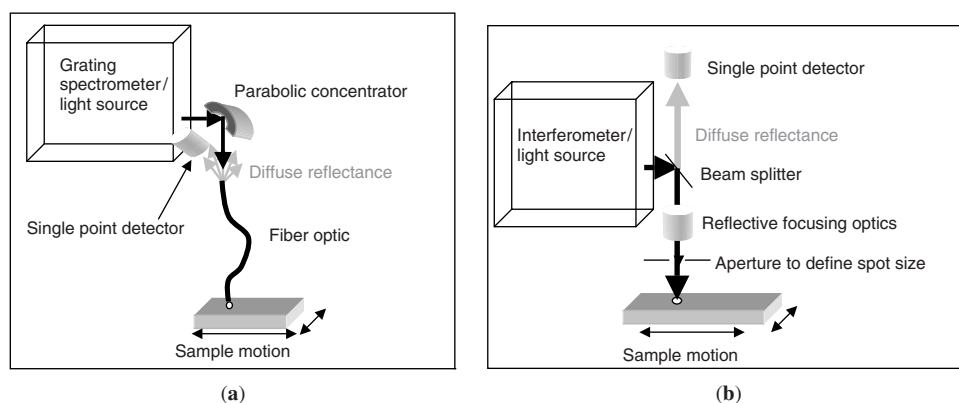 Grating
spectrometer/
light source
Parabolic concentrator
Diffuse reflectance
Single point detector
Fiber optic
Sample motion
(a)
Single point detector
Interferometer/
light source
Diffuse reflectance
Beam splitter
Reflective focusing optics
Aperture to define spot size
Sample motion
(b)